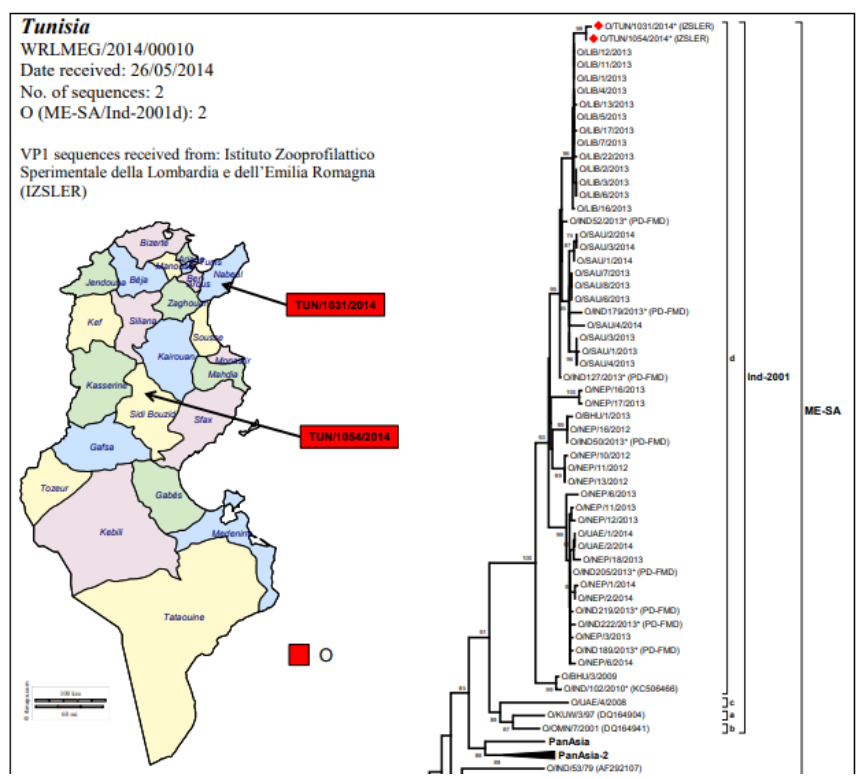 Tunisia
WRLMEG/2014/00010
Date received: 26/05/2014
No. of sequences: 2
O (ME-SA/Ind-2001d): 2
VP1 sequences received from: Istituto Zooprofilattico
Sperimentale della Lombardia e dell'Emilia Romagna
(IZSLER)
Bizerte
Tunis
Nabeul
Jendouba
Béja
Zaghouan
TUN/1031/2014
Kef
Siliana
Sousse
Kairouan
Monastir
Mahdia
Kasserine
Sidi Bouzid
Sfax
TUN/1054/2014
Gafsa
Tozeur
Gabés
Kebili
Medenine
Tataouine
O
100 km
60 mi
O/TUN/1031/2014* (IZSLER)
O/TUN/1054/2014* (IZSLER)
O/LIB/12/2013
O/LIB/11/2013
O/LIB/1/2013
O/LIB/4/2013
O/LIB/13/2013
O/LIB/5/2013
O/LIB/17/2013
O/LIB/7/2013
O/LIB/22/2013
O/LIB/2/2013
O/LIB/3/2013
O/LIB/6/2013
O/LIB/16/2013
O/IND52/2013* (PD-FMD)
O/SAU/2/2014
O/SAU/3/2014
O/SAU/1/2014
O/SAU/7/2013
O/SAU/8/2013
O/SAU/6/2013
O/IND179/2013* (PD-FMD)
O/SAU/4/2014
O/SAU/3/2013
O/SAU/1/2013
O/SAU/4/2013
O/IND127/2013* (PD-FMD)
O/NEP/16/2013
O/NEP/17/2013
O/BHU/1/2013
O/NEP/16/2012
O/IND50/2013* (PD-FMD)
O/NEP/10/2012
O/NEP/11/2012
O/NEP/13/2012
O/NEP/6/2013
O/NEP/11/2013
O/NEP/12/2013
O/UAE/1/2014
O/UAE/2/2014
O/NEP/18/2013
O/IND205/2013* (PD-FMD)
O/NEP/1/2014
O/NEP/2/2014
O/IND219/2013* (PD-FMD)
O/IND222/2013* (PD-FMD)
O/NEP/3/2013
O/IND189/2013* (PD-FMD)
O/NEP/6/2014
O/BHU/3/2009
O/IND/102/2010* (KC506466)
O/UAE/4/2008
O/KUW/3/97 (DQ164904)
O/OMN/7/2001 (DQ164941)
PanAsia
PanAsia-2
O/IND/53/79 (AF292107)
d
c
a
b
Ind-2001
ME-SA